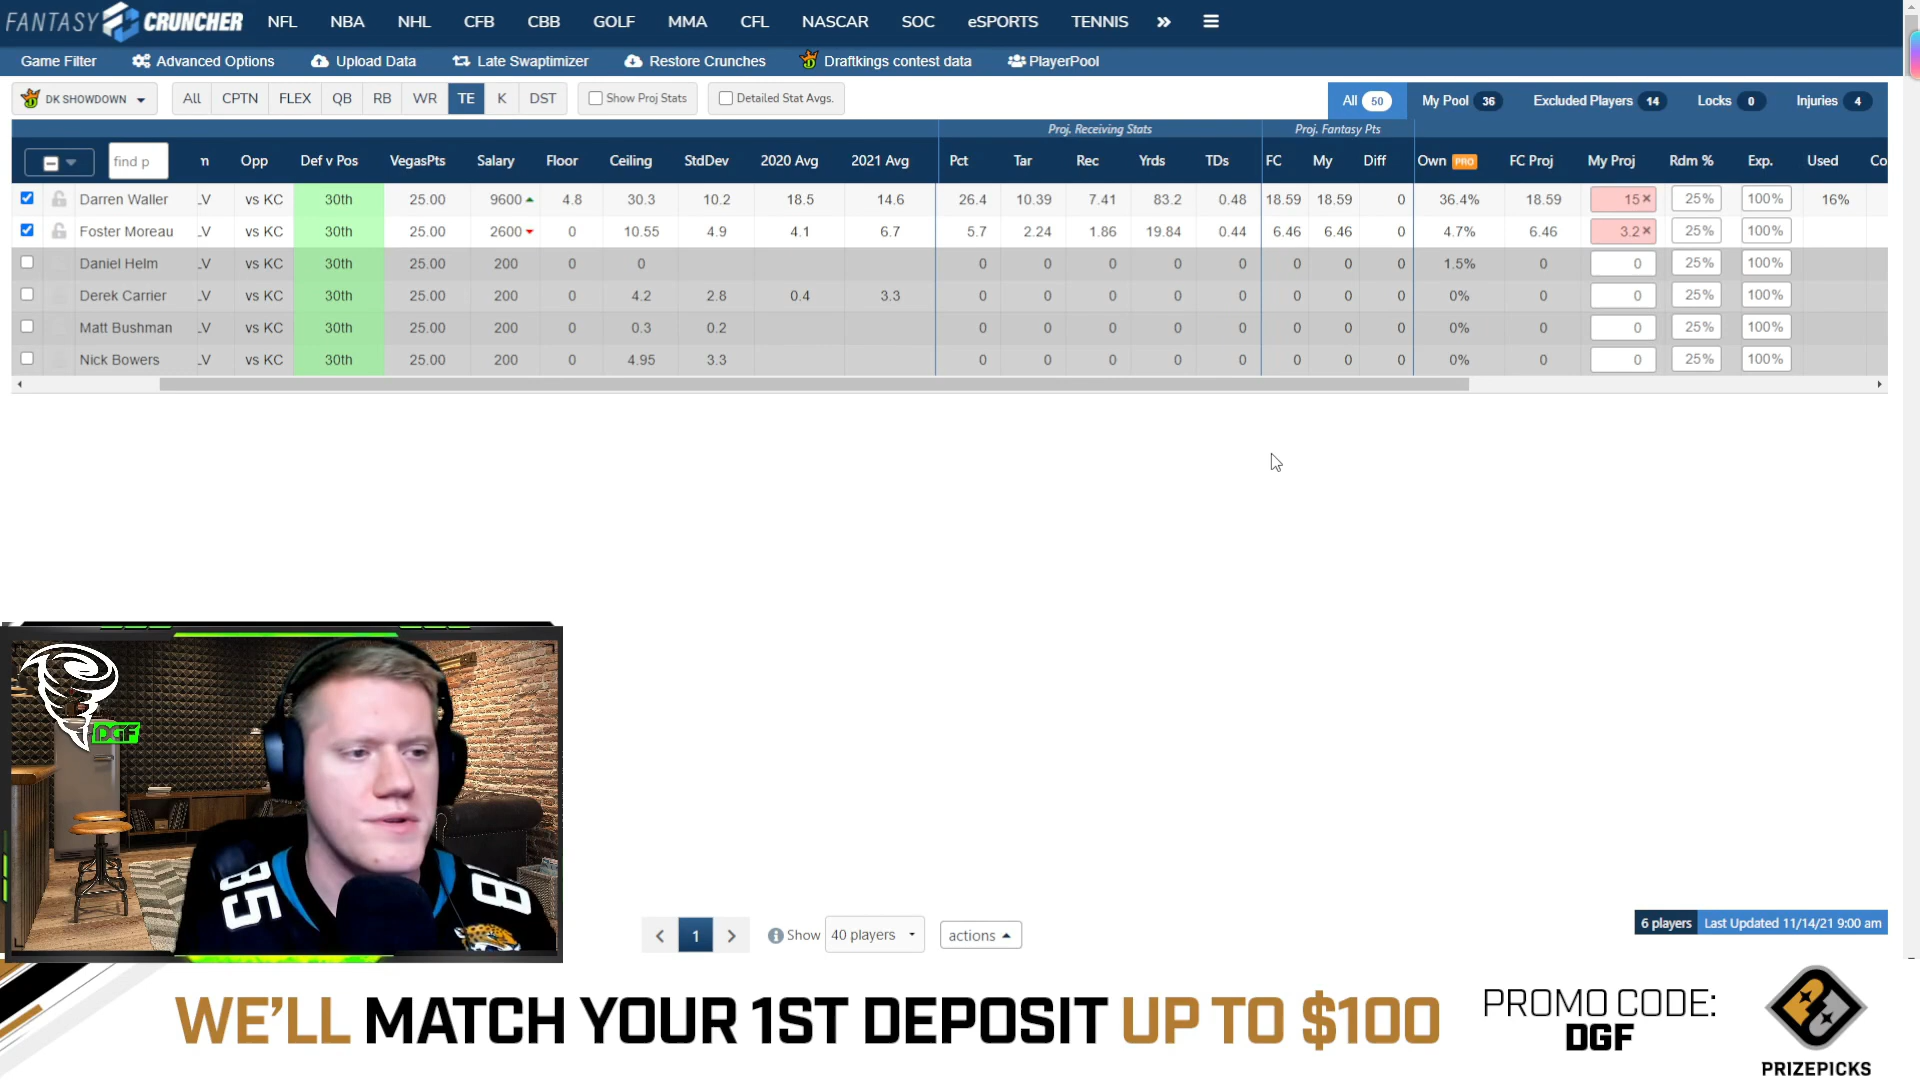 FANTASY CRUNCHER NFL NBA NHL CFB CBB GOLF MMA CFL NASCAR SOC eSPORTS TENNIS
Game Filter Advanced Options Upload Data Late Swaptimizer Restore Crunches Draftkings contest data PlayerPool
DK SHOWDOWN All CPTN FLEX QB RB WR TE K DST Show Proj Stats Detailed Stat Avgs. All 50 My Pool 36 Excluded Players 14 Locks 0 Injuries 4
Proj. Receiving Stats Proj. Fantasy Pts
find p Opp Def v Pos VegasPts Salary Floor Ceiling StdDev 2020 Avg 2021 Avg Pct Tar Rec Yrds TDs FC My Diff Own PRO FC Proj My Proj Rdm % Exp. Used Co
Darren Waller LV vs KC 30th 25.00 9600 4.8 30.3 10.2 18.5 14.6 26.4 10.39 7.41 83.2 0.48 18.59 18.59 0 36.4% 18.59 15× 25% 100% 16%
Foster Moreau LV vs KC 30th 25.00 2600 0 10.55 4.9 4.1 6.7 5.7 2.24 1.86 19.84 0.44 6.46 6.46 0 4.7% 6.46 3.2× 25% 100%
Daniel Helm LV vs KC 30th 25.00 200 0 0 0 0 0 0 0 0 0 0 1.5% 0 0 25% 100%
Derek Carrier LV vs KC 30th 25.00 200 0 4.2 2.8 0.4 3.3 0 0 0 0 0 0 0 0 0% 0 0 25% 100%
Matt Bushman LV vs KC 30th 25.00 200 0 0.3 0.2 0 0 0 0 0 0 0 0 0% 0 0 25% 100%
Nick Bowers LV vs KC 30th 25.00 200 0 4.95 3.3 0 0 0 0 0 0 0 0 0% 0 0 25% 100%
DGF
85
8
1 Show 40 players actions
6 players Last Updated 11/14/21 9:00 am
WE'LL MATCH YOUR 1ST DEPOSIT UP TO $100
PROMO CODE:
DGF
PRIZEPICKS